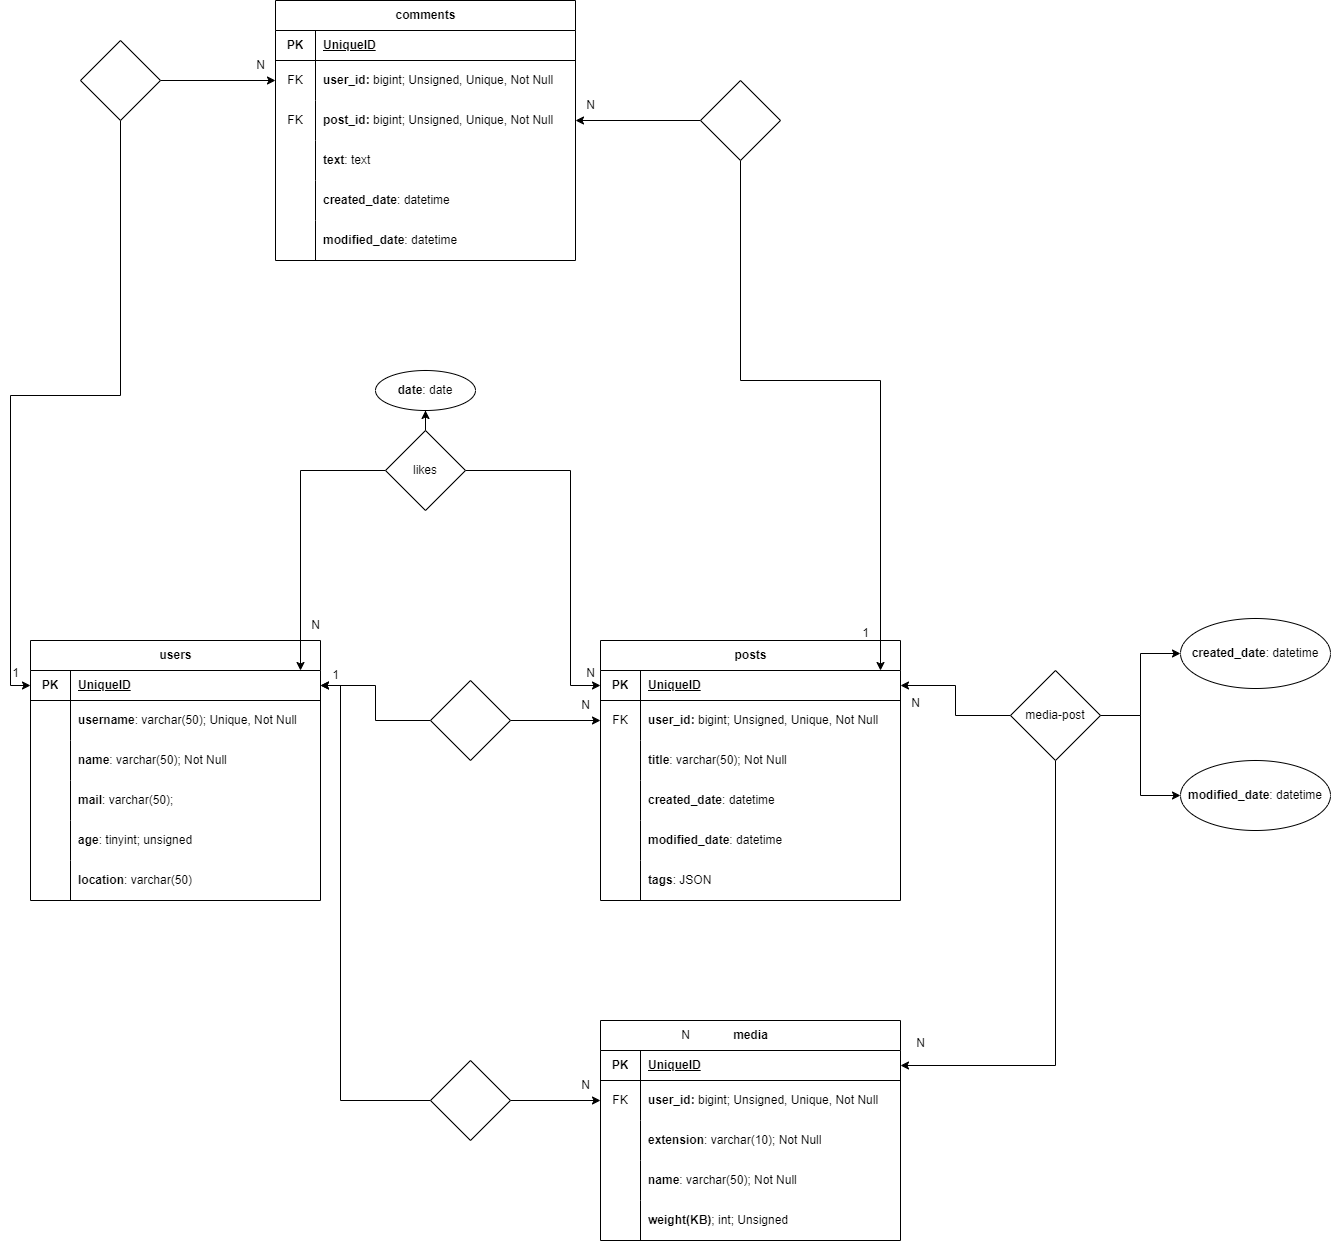 comments
PK UniqueID
N
FK user_id: bigint; Unsigned, Unique, Not Null
N
FK post_id: bigint; Unsigned, Unique, Not Null
text: text
created_date: datetime
modified_date: datetime
date: date
likes
N
1
users
1
PK UniqueID
1
username: varchar(50); Unique, Not Null
name: varchar(50); Not Null
mail: varchar(50);
age: tinyint; unsigned
location: varchar(50)
posts
N
PK UniqueID
N
N
FK user_id: bigint; Unsigned, Unique, Not Null
title: varchar(50); Not Null
created_date: datetime
modified_date: datetime
tags: JSON
media-post
created_date: datetime
modified_date: datetime
N media
N
PK UniqueID
N
FK user_id: bigint; Unsigned, Unique, Not Null
extension: varchar(10); Not Null
name: varchar(50); Not Null
weight(KB); int; Unsigned